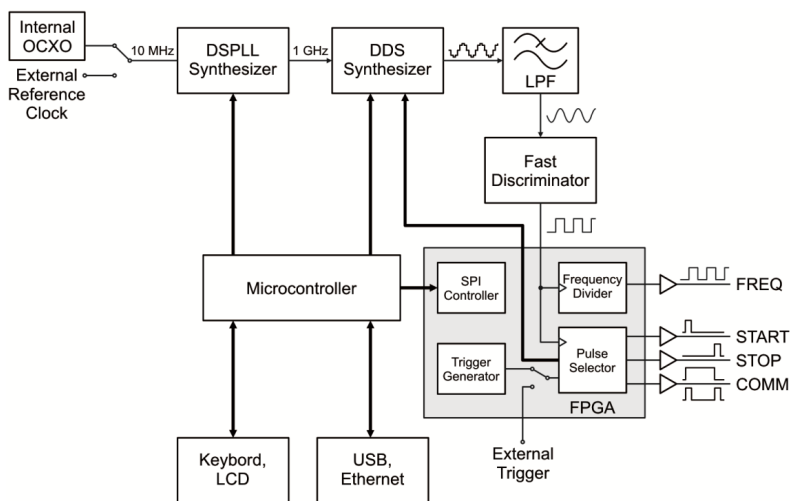 Internal
OCXO
External
Reference
Clock
10 MHz
DSPLL
Synthesizer
1 GHz
DDS
Synthesizer
LPF
Fast
Discriminator
Microcontroller
SPI
Controller
Frequency
Divider
Trigger
Generator
Pulse
Selector
FPGA
FREQ
START
STOP
COMM
External
Trigger
Keybord,
LCD
USB,
Ethernet